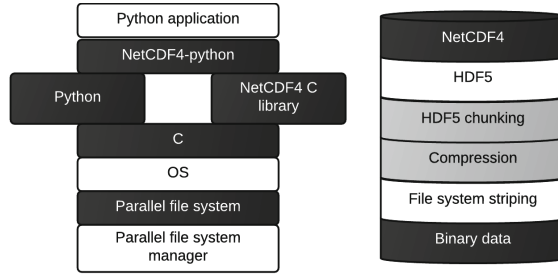 Python application
NetCDF4-python
Python
NetCDF4 C
library
C
OS
Parallel file system
Parallel file system
manager
NetCDF4
HDF5
HDF5 chunking
Compression
File system striping
Binary data